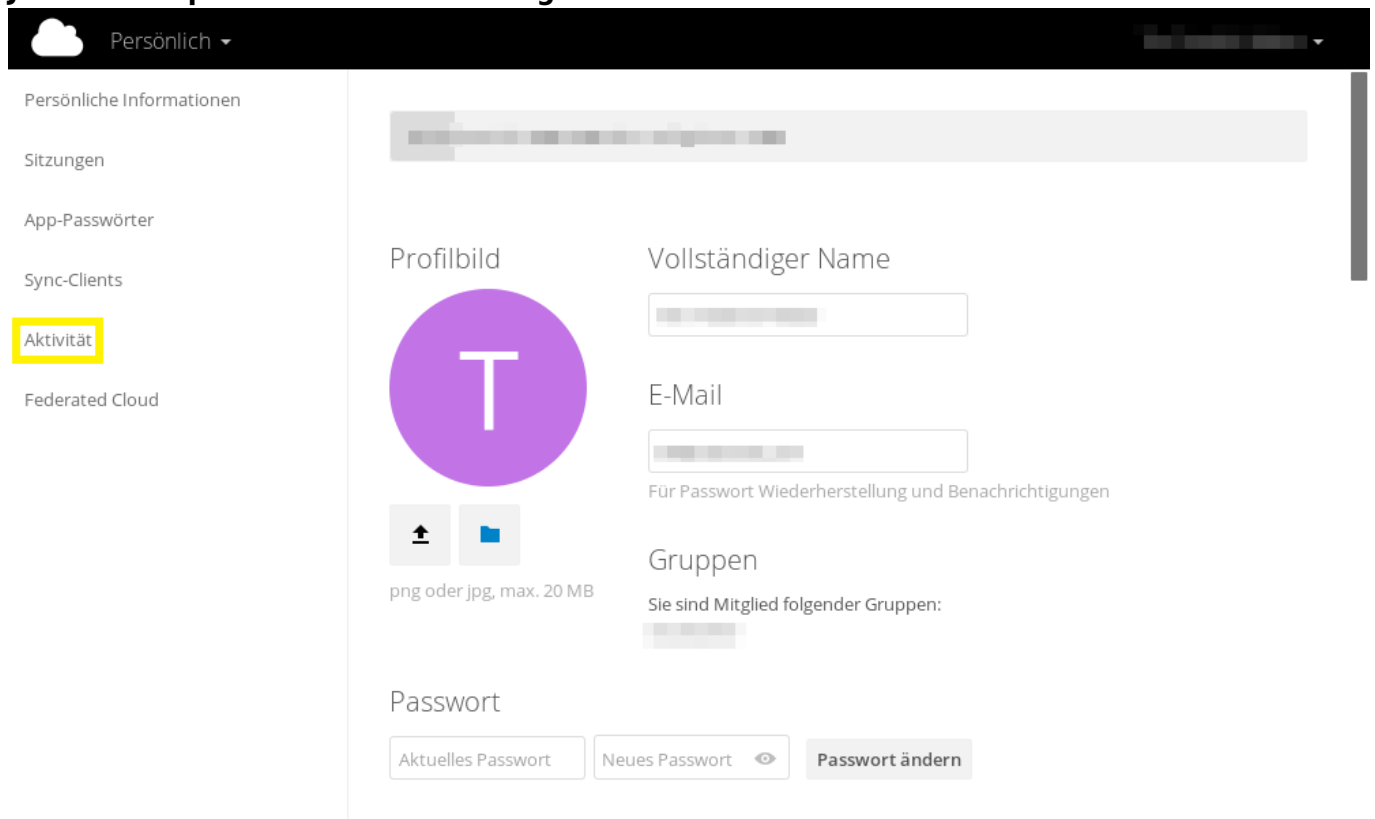 Persönlich
Persönliche Informationen
Sitzungen
App-Passwörter
Sync-Clients
Aktivität
Federated Cloud
Profilbild
T
png oder jpg, max. 20 MB
Vollständiger Name
E-Mail
Für Passwort Wiederherstellung und Benachrichtigungen
Gruppen
Sie sind Mitglied folgender Gruppen:
Passwort
Aktuelles Passwort
Neues Passwort
Passwort ändern